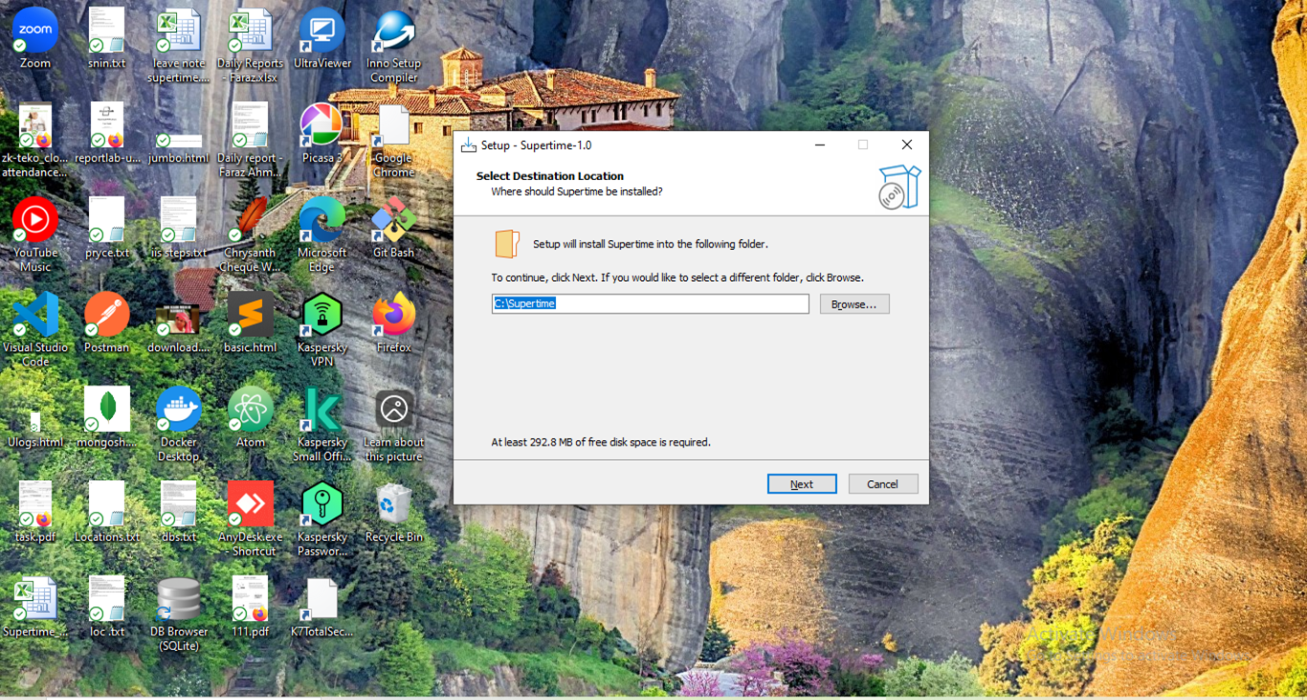 zoom
Zoom
snin.txt
leave note
supertime....
Daily Reports
- Faraz.xlsx
UltraViewer
Inno Setup
Compiler
zk-teko_clo...
attendance...
reportlab-u...
jumbo.html
Daily report -
Faraz Ahm...
Picasa 3
Google
Chrome
YouTube
Music
pryce.txt
iis steps.txt
Chrysanth
Cheque W...
Microsoft
Edge
Git Bash
Visual Studio
Code
Postman
download....
basic.html
Kaspersky
VPN
Firefox
Ulogs.html
mongosh....
Docker
Desktop
Atom
Kaspersky
Small Offi...
Learn about
this picture
task.pdf
Locations.txt
dbs.txt
AnyDesk.exe
- Shortcut
Kaspersky
Passwor...
Recycle Bin
Supertime_...
loc .txt
DB Browser
(SQLite)
111.pdf
K7TotalSec...
Setup - Supertime-1.0
Select Destination Location
Where should Supertime be installed?
Setup will install Supertime into the following folder.
To continue, click Next. If you would like to select a different folder, click Browse.
C:\Supertime
Browse...
At least 292.8 MB of free disk space is required.
Next
Cancel
Activate Windows